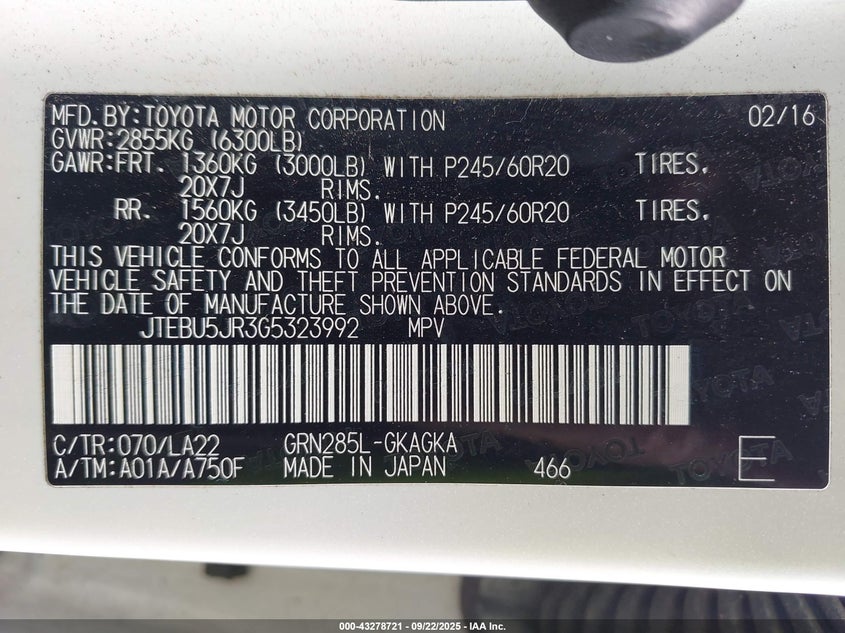 MFD.BY:TOYOTA MOTOR CORPORATION 02/16
GVWR:2855KG (6300LB)
GAWR:FRT. 1360KG (3000LB) WITH P245/60R20 TIRES.
20X7J RIMS.
RR. 1560KG (3450LB) WITH P245/60R20 TIRES.
20X7J RIMS.
THIS VEHICLE CONFORMS TO ALL APPLICABLE FEDERAL MOTOR
VEHICLE SAFETY AND THEFT PREVENTION STANDARDS IN EFFECT ON
THE DATE OF MANUFACTURE SHOWN ABOVE.
JTEBU5JR3G5323992 MPV
C/TR:070/LA22 GRN285L-GKAGKA
A/TM:A01A/A750F MADE IN JAPAN 466 E
000-43278721 - 09/22/2025 - IAA Inc.